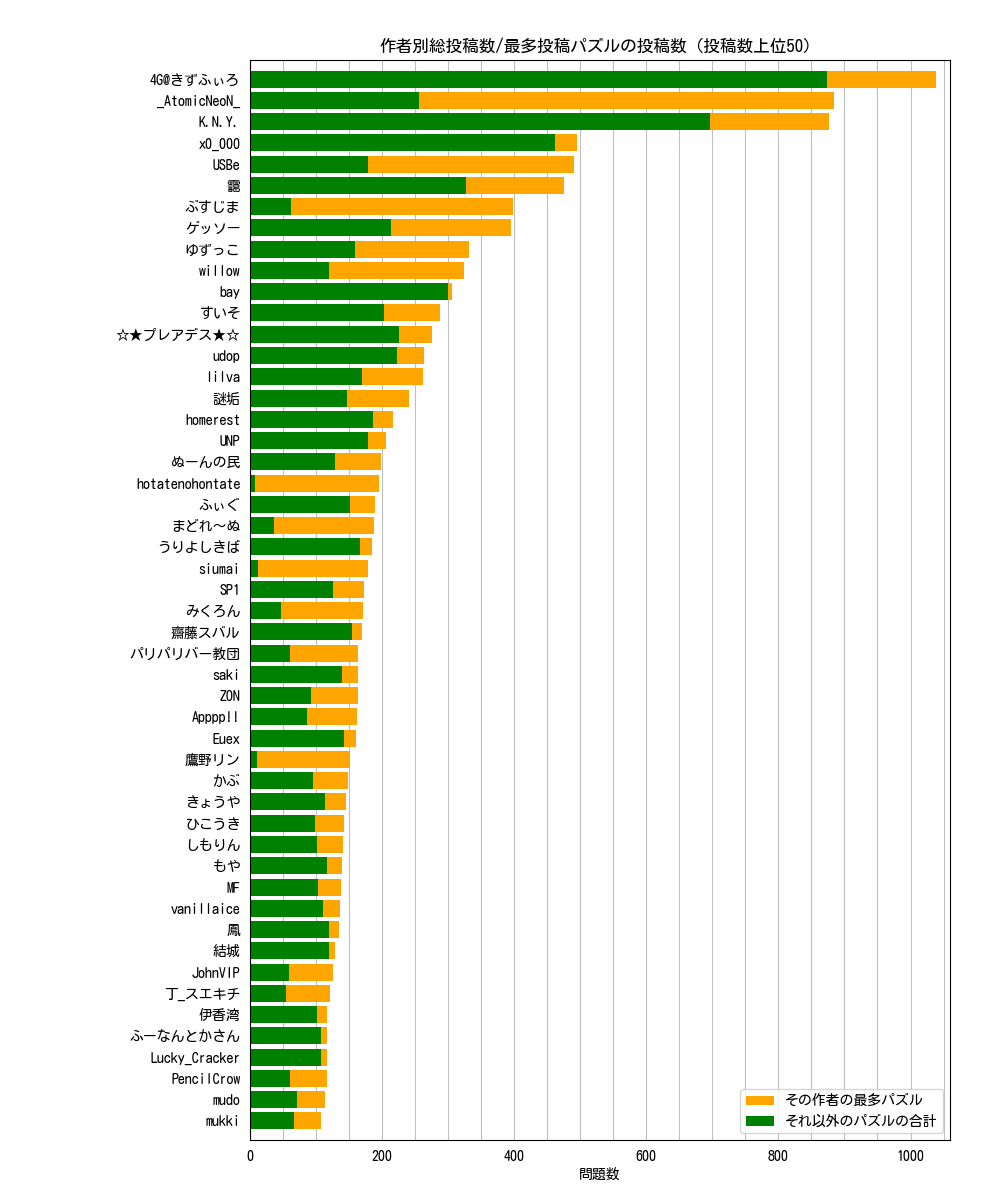 作者別総投稿数/最多投稿パズルの投稿数 (投稿数上位50)
4G@きずふぃろ
_AtomicNeoN_
K.N.Y.
x0_000
USBe
靄
ぶすじま
ゲッソー
ゆずっこ
willow
bay
すいそ
☆★プレアデス★☆
udop
lilva
謎垢
homerest
UNP
ぬーんの民
hotatenohontate
ふぃぐ
まどれ～ぬ
うりよしきば
siumai
SP1
みくろん
齋藤スバル
パリパリバー教団
saki
ZON
Appppll
Euex
鷹野リン
かぶ
きょうや
ひこうき
しもりん
もや
MF
vanillaice
鳳
結城
JohnVIP
丁_スエキチ
伊香湾
ふーなんとかさん
Lucky_Cracker
PencilCrow
mudo
mukki
その作者の最多パズル
それ以外のパズルの合計
0 200 400 600 800 1000
問題数